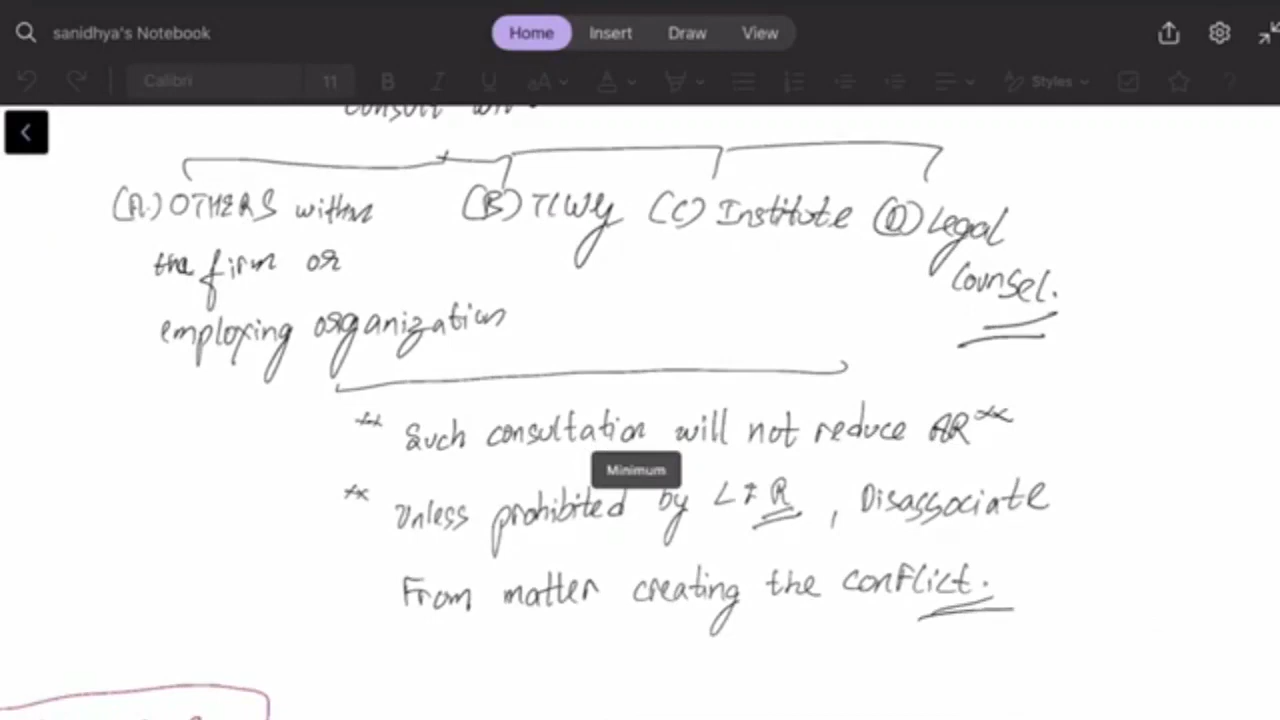 sanidhya's Notebook
Home Insert Draw View
Calibri 11 B I U Styles
consult
(A.) OTHERS within (B) TCWG (C) Institute (D) Legal
the firm or
counsel.
employing organization
** Such consultation will not reduce AR **
Minimum
** Unless prohibited by L & R, Disassociate
From matter creating the conflict.